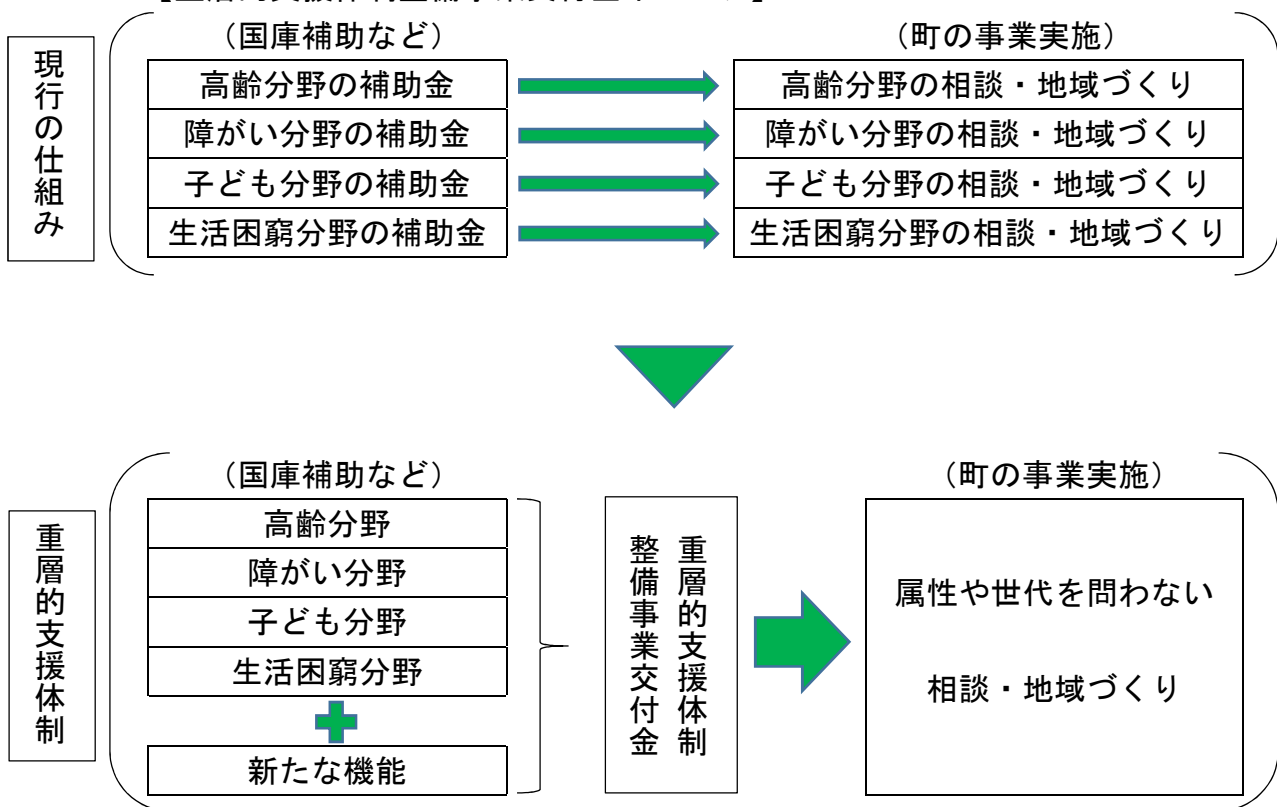 現行の仕組み
（国庫補助など）
（町の事業実施）
高齢分野の補助金
高齢分野の相談・地域づくり
障がい分野の補助金
障がい分野の相談・地域づくり
子ども分野の補助金
子ども分野の相談・地域づくり
生活困窮分野の補助金
生活困窮分野の相談・地域づくり
重層的支援体制
（国庫補助など）
高齢分野
障がい分野
子ども分野
生活困窮分野
新たな機能
重層的支援体制
整備事業交付金
（町の事業実施）
属性や世代を問わない
相談・地域づくり